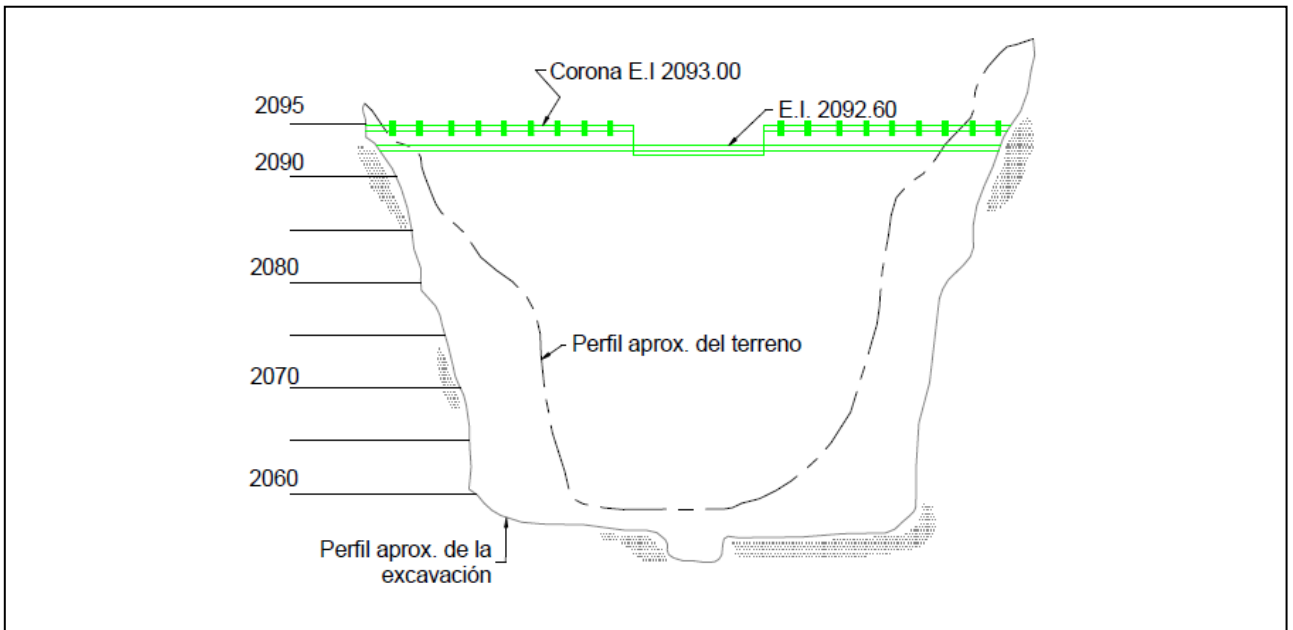 Corona E.I 2093.00
E.I. 2092.60
2095
2090
2080
2070
2060
Perfil aprox. del terreno
Perfil aprox. de la
excavación